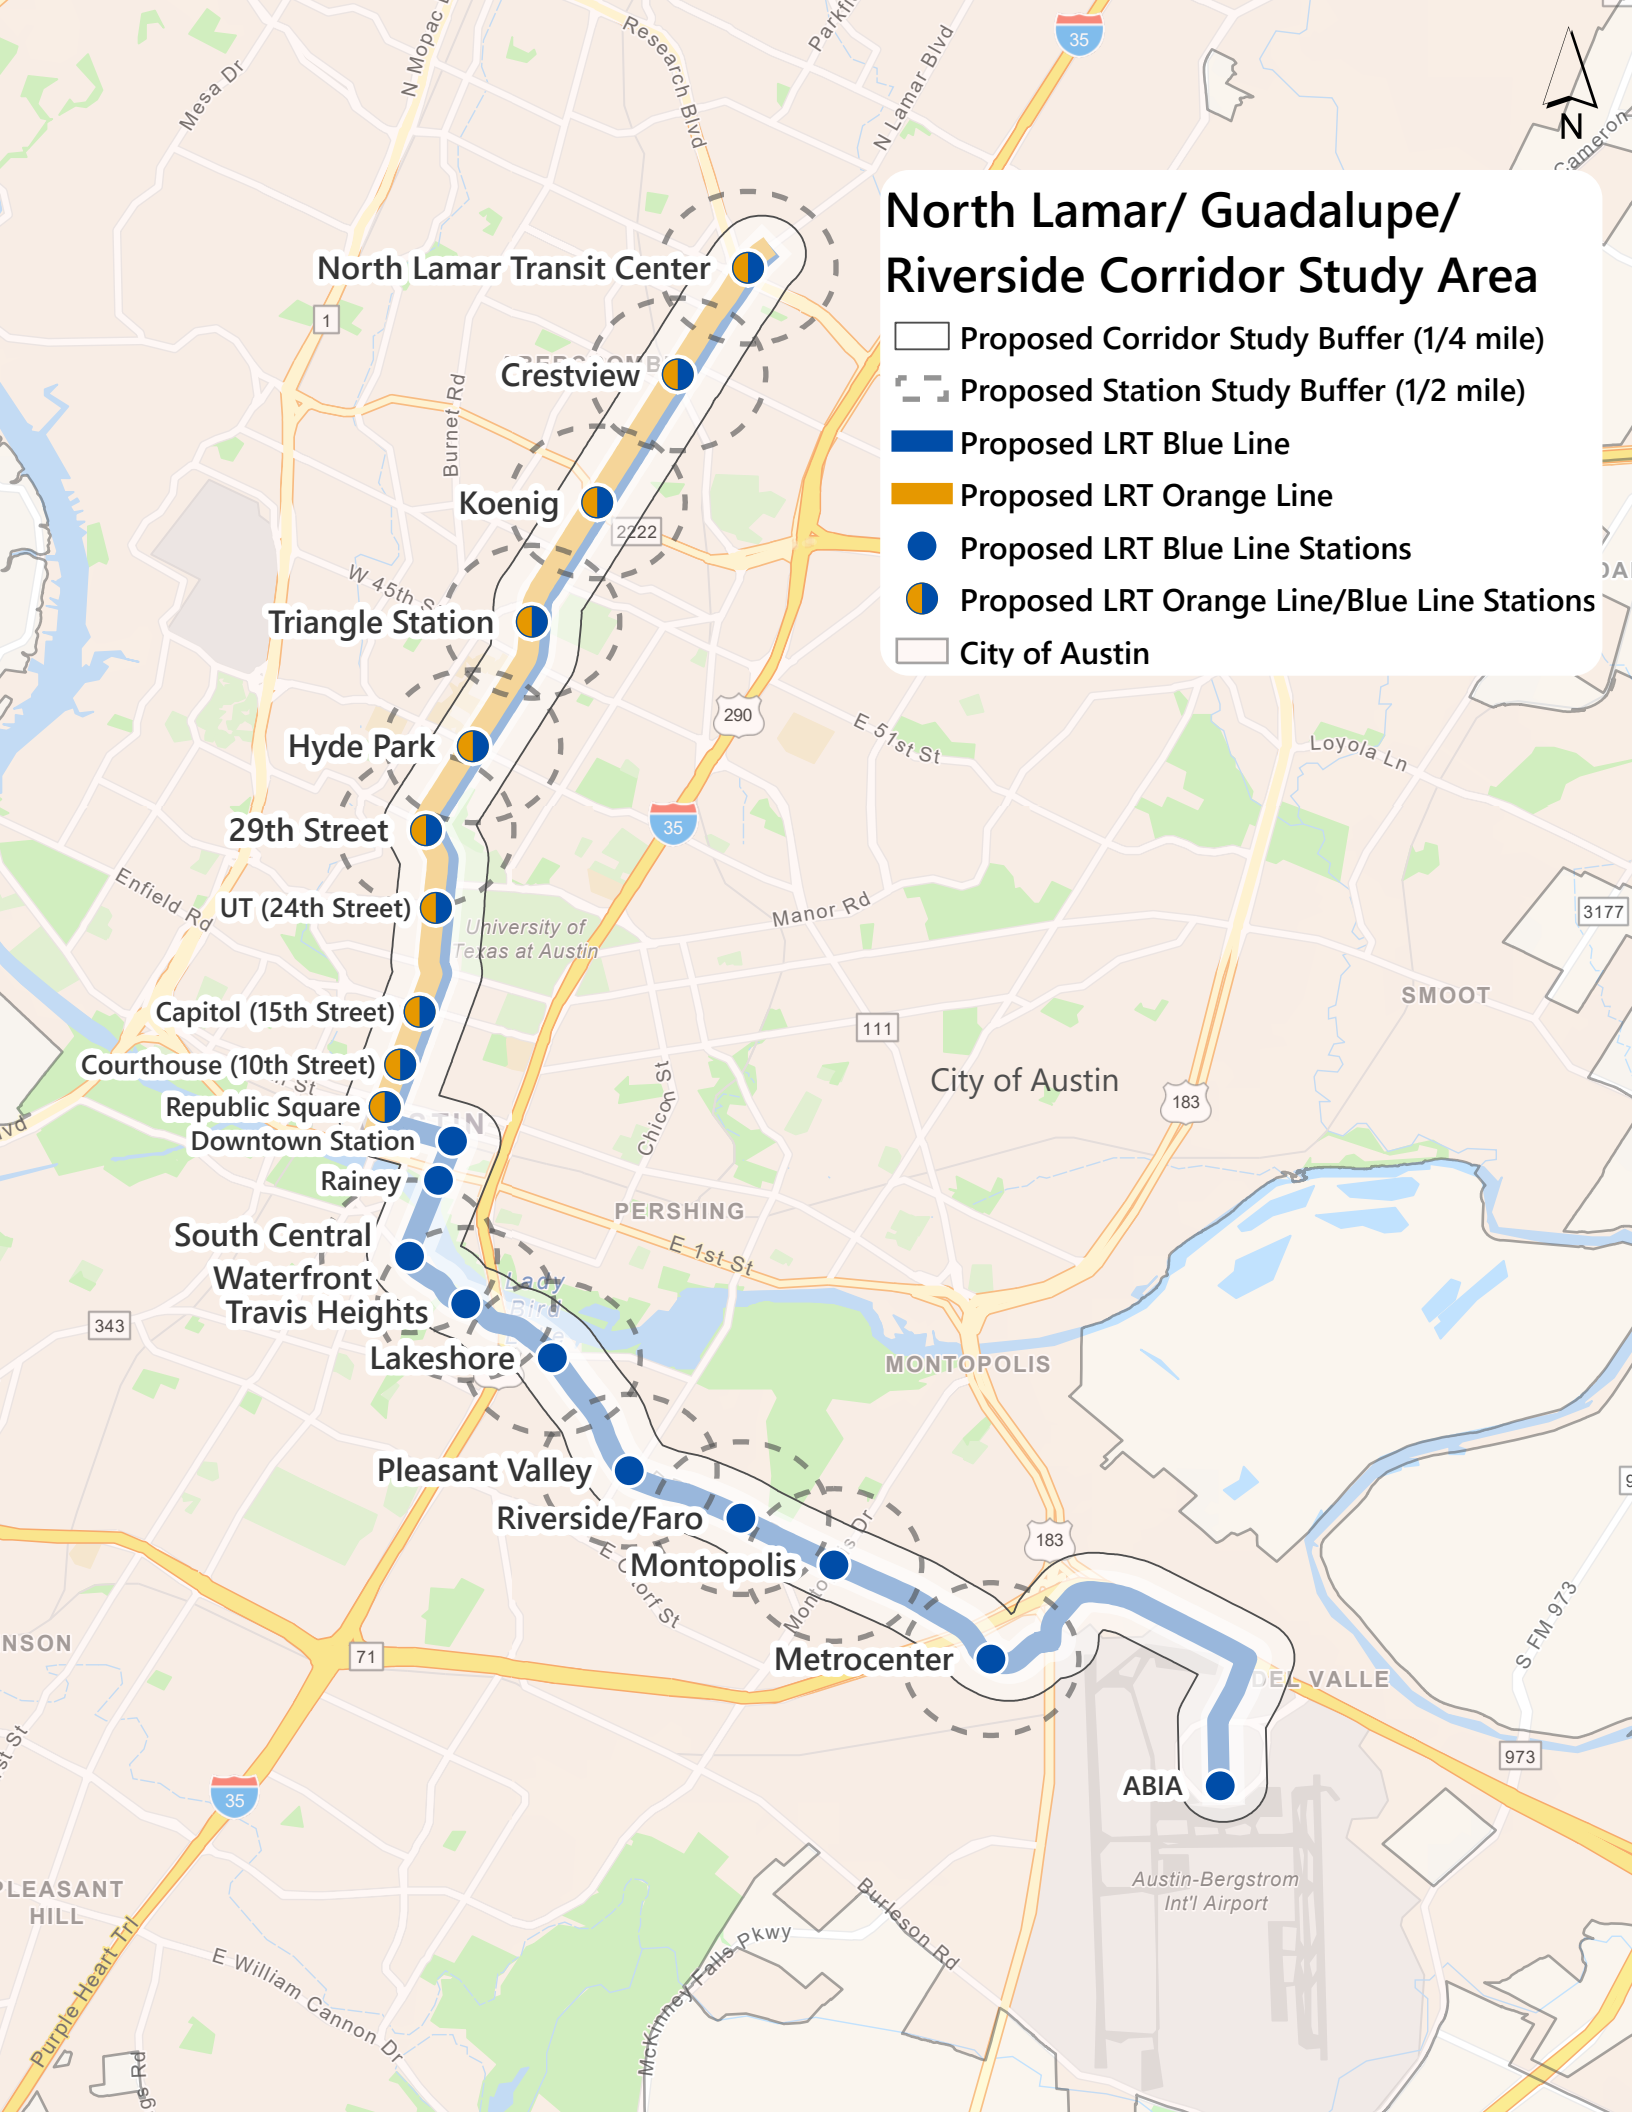 N Mopac
Mesa Dr
Research Blvd
N Lamar Blvd
35
N
Cameron
North Lamar/ Guadalupe/
Riverside Corridor Study Area
Proposed Corridor Study Buffer (1/4 mile)
Proposed Station Study Buffer (1/2 mile)
Proposed LRT Blue Line
Proposed LRT Orange Line
Proposed LRT Blue Line Stations
Proposed LRT Orange Line/Blue Line Stations
City of Austin
North Lamar Transit Center
1
Crestview
Burnet Rd
Koenig
2222
W 45th
Triangle Station
290
E 51st St
Loyola Ln
Hyde Park
29th Street
35
Enfield Rd
UT (24th Street)
University of
Texas at Austin
Manor Rd
3177
SMOOT
Capitol (15th Street)
111
Courthouse (10th Street)
St
Chicon St
City of Austin
183
Republic Square
Downtown Station
Rainey
PERSHING
E 1st St
South Central
Waterfront
Lady
Bird
Travis Heights
343
Lakeshore
MONTOPOLIS
Pleasant Valley
Riverside/Faro
183
E
St
Montopolis
Dr
S FM 973
71
Metrocenter
DEL VALLE
973
ABIA
35
Austin-Bergstrom
Int'l Airport
PLEASANT
HILL
Purple Heart Trl
E William Cannon Dr
McKinney Falls Pkwy
Burleson Rd
Rd